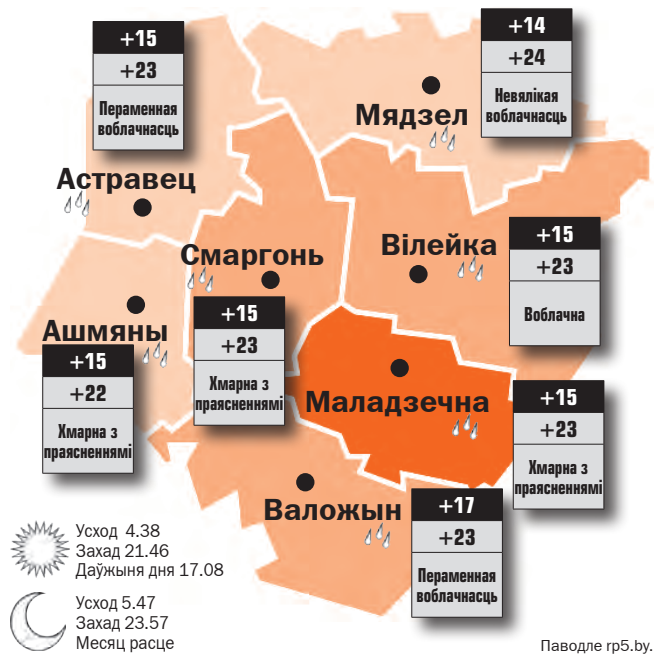 +15
+23
Пераменная
воблачнасць
Астравец
+14
+24
Невялікая
воблачнасць
Мядзел
Смаргонь
+15
+23
Хмарна з
праясненнямі
Вілейка
+15
+23
Воблачна
Ашмяны
+15
+22
Хмарна з
праясненнямі
Маладзечна
+15
+23
Хмарна з
праясненнямі
Валожын
+17
+23
Пераменная
воблачнасць
Усход 4.38
Захад 21.46
Даўжыня дня 17.08
Усход 5.47
Захад 23.57
Месяц расце
Паводле rp5.by.